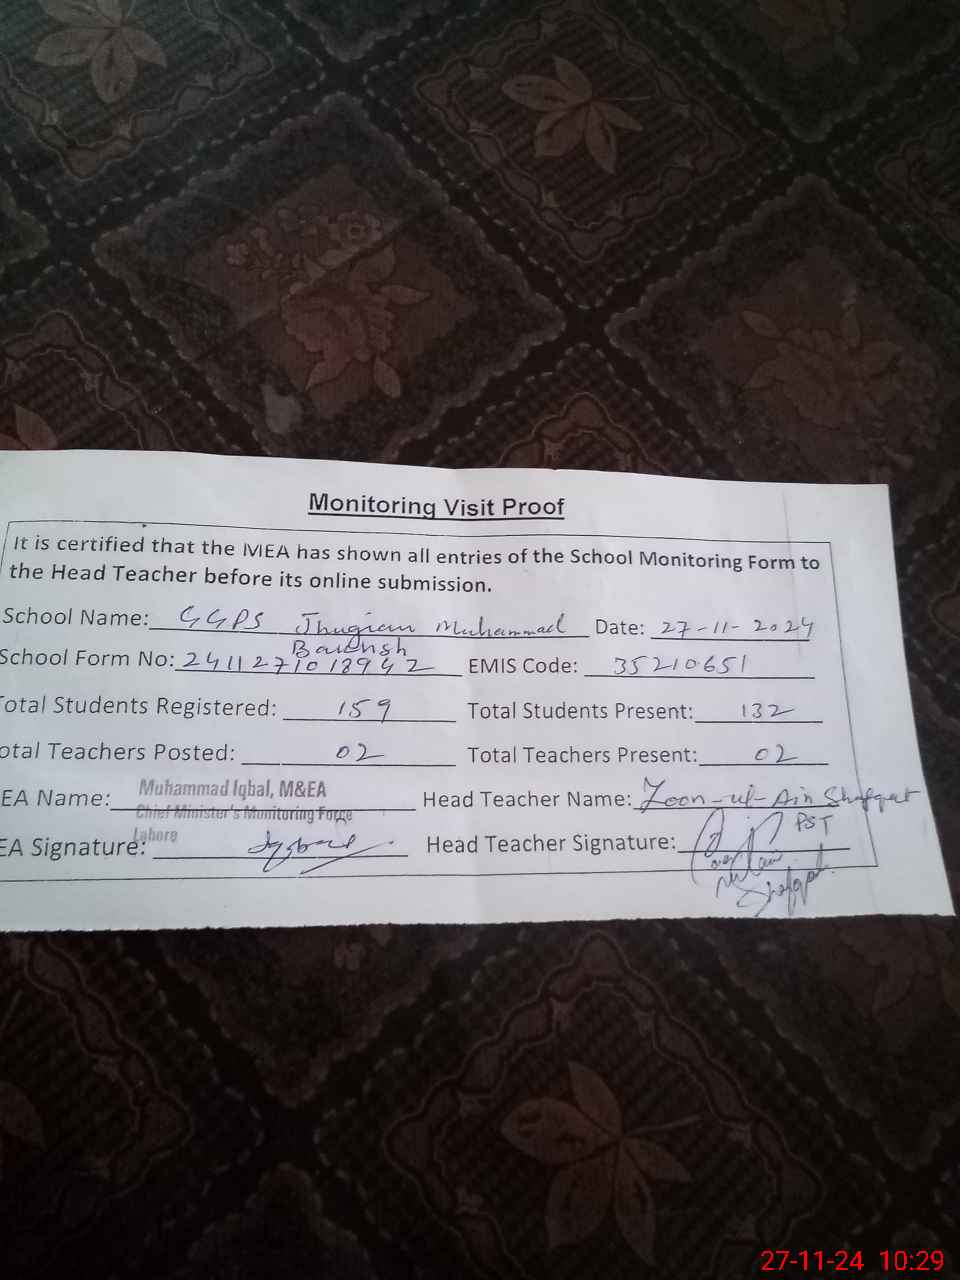 Monitoring Visit Proof
It is certified that the MEA has shown all entries of the School Monitoring Form to
the Head Teacher before its online submission.
School Name: GGPS Jhugian Muhammad Date: 27-11-2024
School Form No: 2411271018942 EMIS Code: 35210651
otal Students Registered: 159 Total Students Present: 132
otal Teachers Posted: 02 Total Teachers Present: 02
EA Name: Muhammad Iqbal, M&EA Head Teacher Name: Zoon-ul-Ain Shafqat
Chief Minister's Monitoring Force
Lahore PST
EA Signature: Head Teacher Signature:
27-11-24 10:29